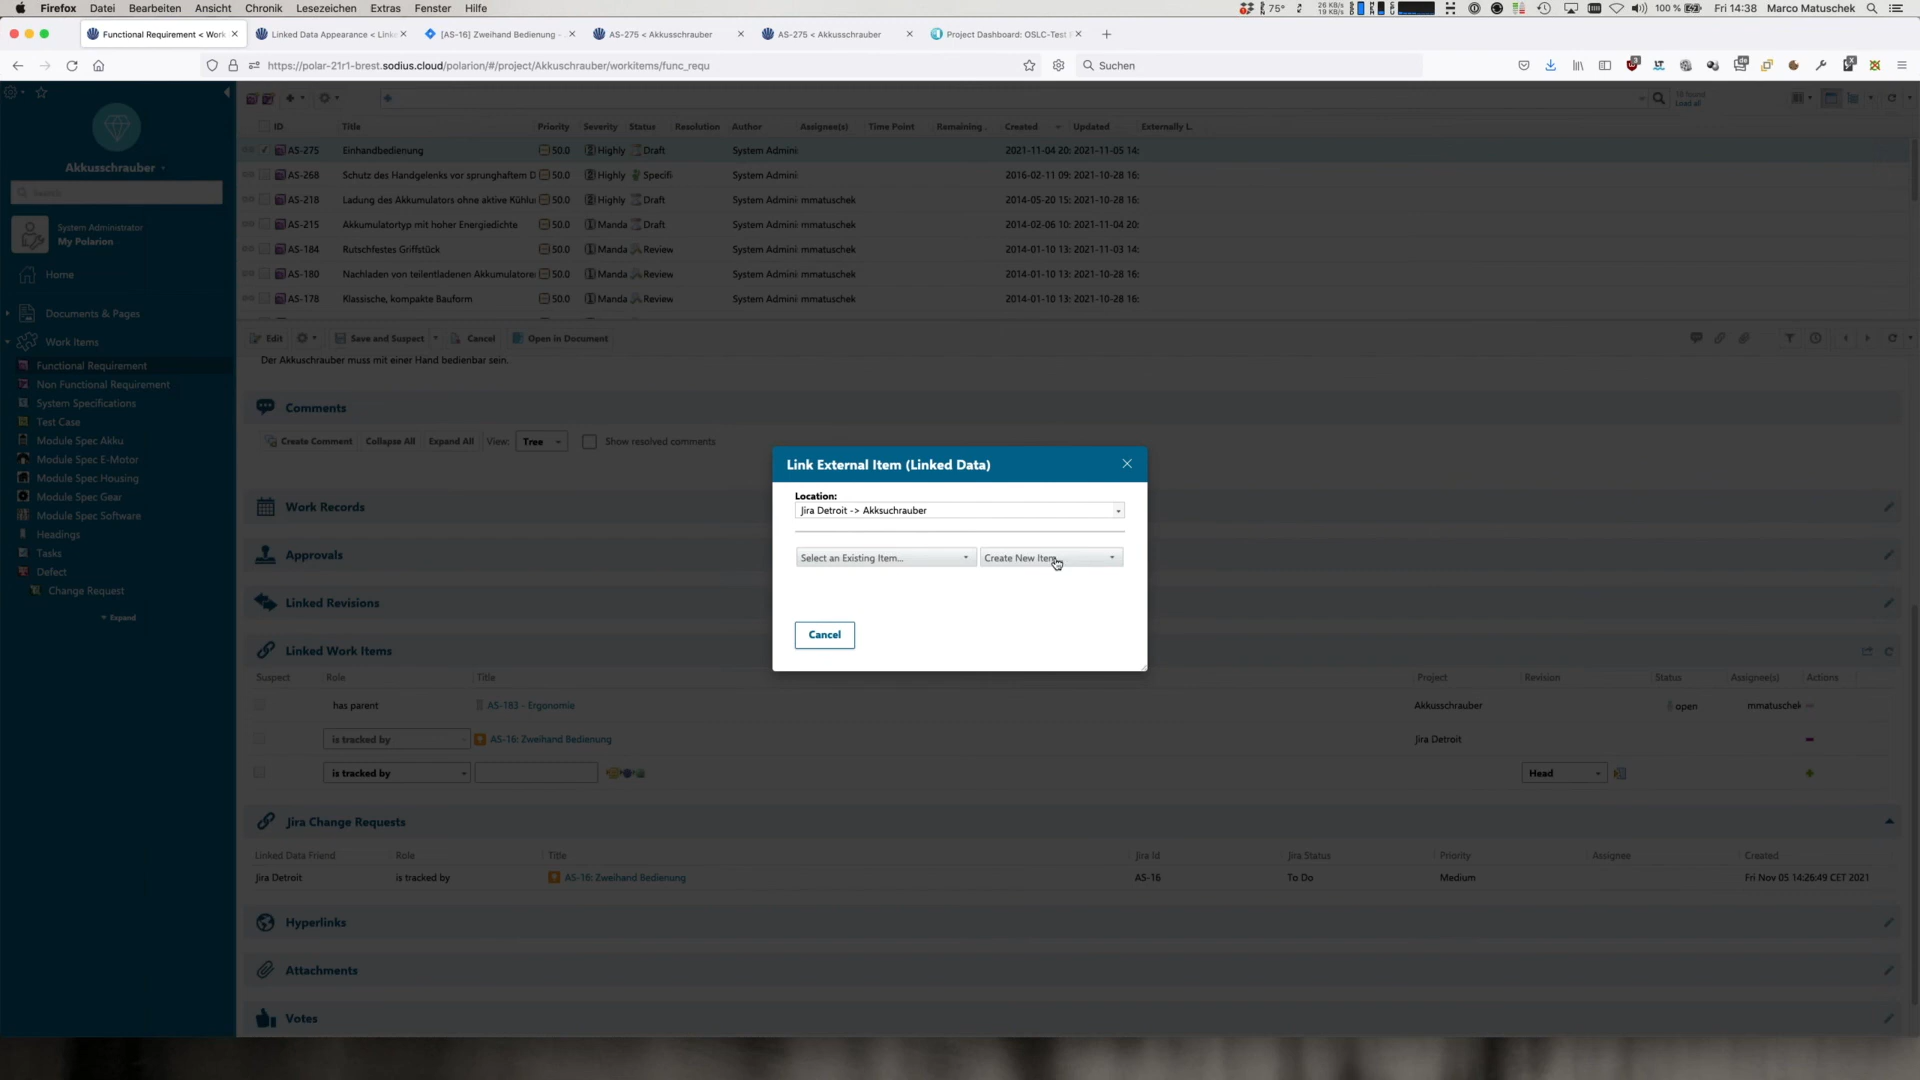 Firefox Datei Bearbeiten Ansicht Chronik Lesezeichen Extras Fenster Hilfe
75° 26 KB/s 19 KB/s 100 % Fri 14:38 Marco Matuschek
Functional Requirement < Work
Linked Data Appearance < Link
[AS-16] Zweihand Bedienung -
AS-275 < Akkusschrauber
AS-275 < Akkusschrauber
Project Dashboard: OSLC-Test
https://polar-21r1-brest.sodius.cloud/polarion/#/project/Akkuschrauber/workitems/func_requ
Suchen
Akkusschrauber
Search
System Administrator
My Polarion
Home
Documents & Pages
Work Items
Functional Requirement
Non Functional Requirement
System Specifications
Test Case
Module Spec Akku
Module Spec E-Motor
Module Spec Housing
Module Spec Gear
Module Spec Software
Headings
Tasks
Defect
Change Request
Expand
Load all
ID Title Priority Severity Status Resolution Author Assignee(s) Time Point Remaining . Created Updated Externally L.
AS-275 Einhandbedienung 50.0 Highly Draft System Admini 2021-11-04 20: 2021-11-05 14:
AS-268 Schutz des Handgelenks vor sprunghaftem D 50.0 Highly Specifi System Admini 2016-02-11 09: 2021-10-28 16:
AS-218 Ladung des Akkumulators ohne aktive Kühlu 50.0 Highly Draft System Admini mmatuschek 2014-05-20 15: 2021-10-28 16:
AS-215 Akkumulatortyp mit hoher Energiedichte 50.0 Manda Draft System Admini mmatuschek 2014-02-06 10: 2021-11-04 20:
AS-184 Rutschfestes Griffstück 50.0 Manda Review System Admini mmatuschek 2014-01-10 13: 2021-11-03 14:
AS-180 Nachladen von teilentladenen Akkumulatore 50.0 Manda Review System Admini mmatuschek 2014-01-10 13: 2021-10-28 16:
AS-178 Klassische, kompakte Bauform 50.0 Manda Review System Admini mmatuschek 2014-01-10 13: 2021-10-28 16:
Edit Save and Suspect Cancel Open in Document
Der Akkuschrauber muss mit einer Hand bedienbar sein.
Comments
Create Comment Collapse All Expand All View: Tree Show resolved comments
Work Records
Approvals
Linked Revisions
Linked Work Items
Suspect Role Title Project Revision Status Assignee(s) Actions
has parent AS-183 - Ergonomie Akkusschrauber open mmatuschek
is tracked by AS-16: Zweihand Bedienung Jira Detroit
is tracked by Head
Jira Change Requests
Linked Data Friend Role Title Jira Id Jira Status Priority Assignee Created
Jira Detroit is tracked by AS-16: Zweihand Bedienung AS-16 To Do Medium Fri Nov 05 14:26:49 CET 2021
Hyperlinks
Attachments
Votes
Link External Item (Linked Data)
Location:
Jira Detroit -> Akksuchrauber
Select an Existing Item... Create New Item
Cancel